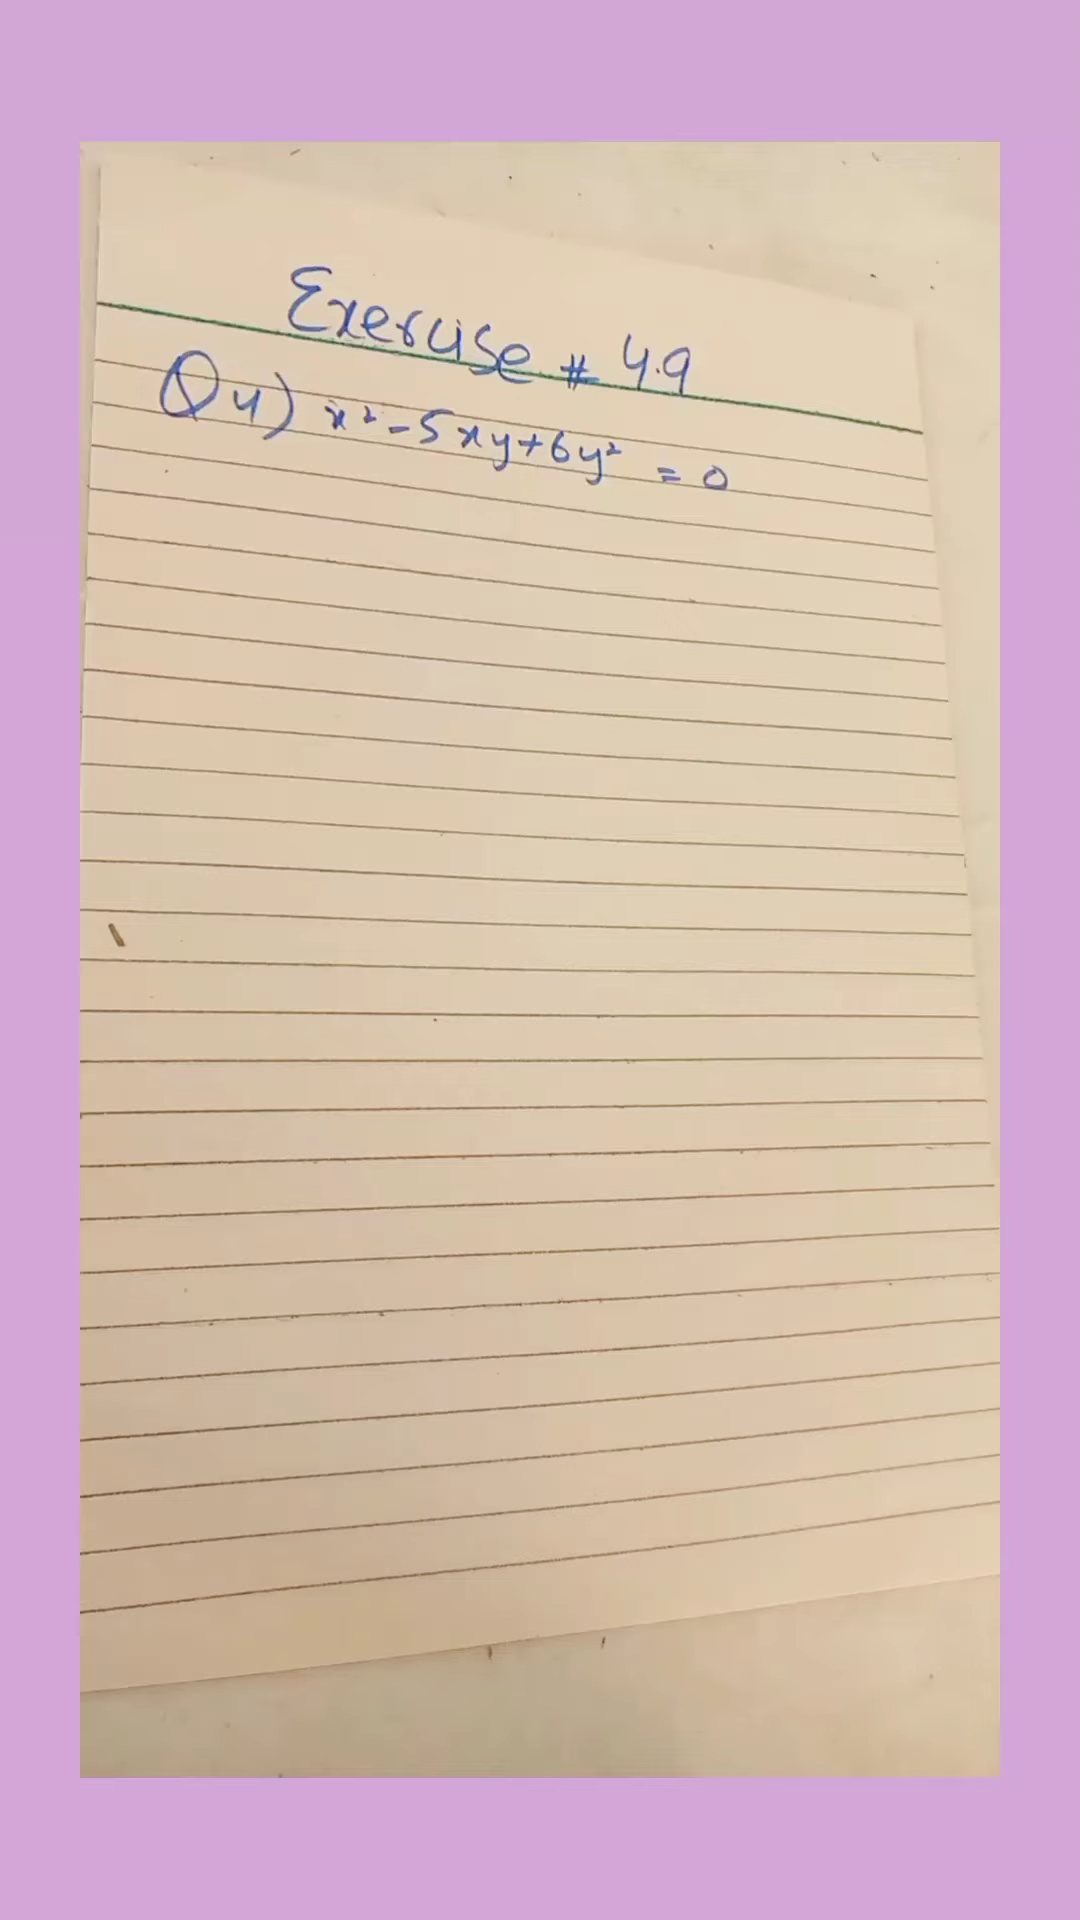 Exercise # 4.9
Q4) x² - 5xy + 6y² = 0